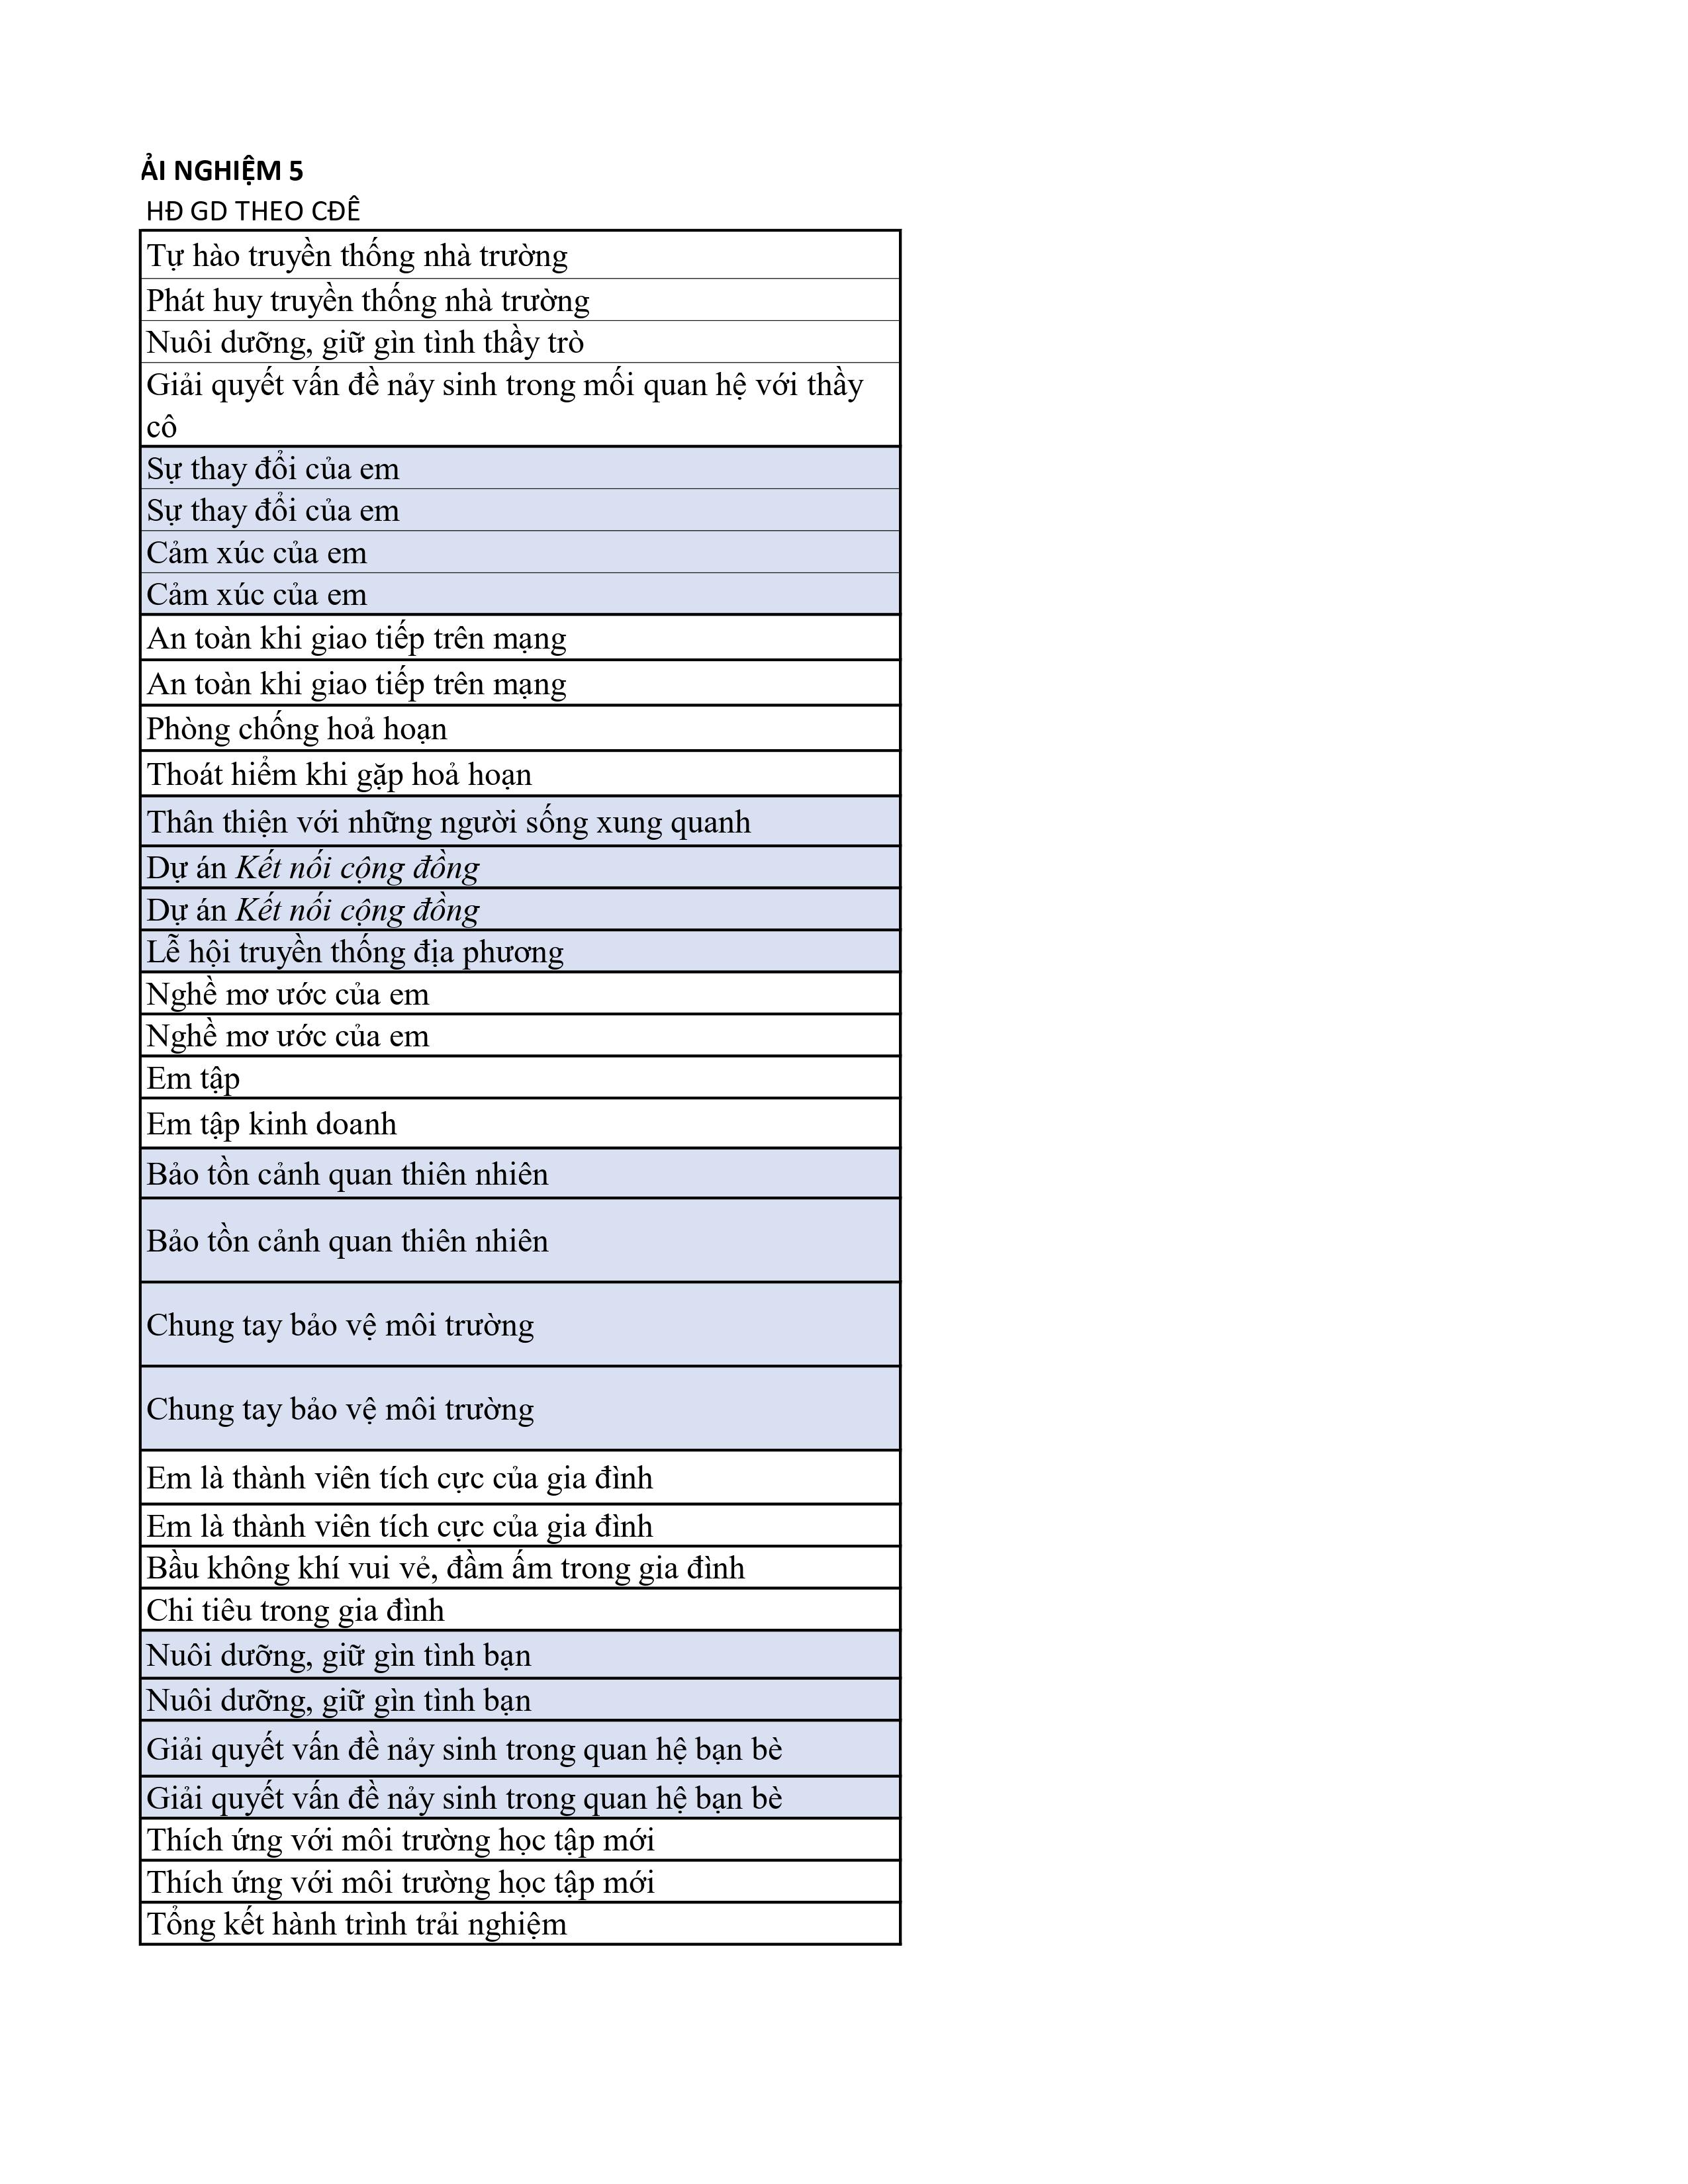 ẢI NGHIỆM 5
HĐ GD THEO CĐÊ
Tự hào truyền thống nhà trường
Phát huy truyền thống nhà trường
Nuôi dưỡng, giữ gìn tình thầy trò
Giải quyết vấn đề nảy sinh trong mối quan hệ với thầy
cô
Sự thay đổi của em
Sự thay đổi của em
Cảm xúc của em
Cảm xúc của em
An toàn khi giao tiếp trên mạng
An toàn khi giao tiếp trên mạng
Phòng chống hoả hoạn
Thoát hiểm khi gặp hoả hoạn
Thân thiện với những người sống xung quanh
Dự án Kết nối cộng đồng
Dự án Kết nối cộng đồng
Lễ hội truyền thống địa phương
Nghề mơ ước của em
Nghề mơ ước của em
Em tập
Em tập kinh doanh
Bảo tồn cảnh quan thiên nhiên
Bảo tồn cảnh quan thiên nhiên
Chung tay bảo vệ môi trường
Chung tay bảo vệ môi trường
Em là thành viên tích cực của gia đình
Em là thành viên tích cực của gia đình
Bầu không khí vui vẻ, đầm ấm trong gia đình
Chi tiêu trong gia đình
Nuôi dưỡng, giữ gìn tình bạn
Nuôi dưỡng, giữ gìn tình bạn
Giải quyết vấn đề nảy sinh trong quan hệ bạn bè
Giải quyết vấn đề nảy sinh trong quan hệ bạn bè
Thích ứng với môi trường học tập mới
Thích ứng với môi trường học tập mới
Tổng kết hành trình trải nghiệm